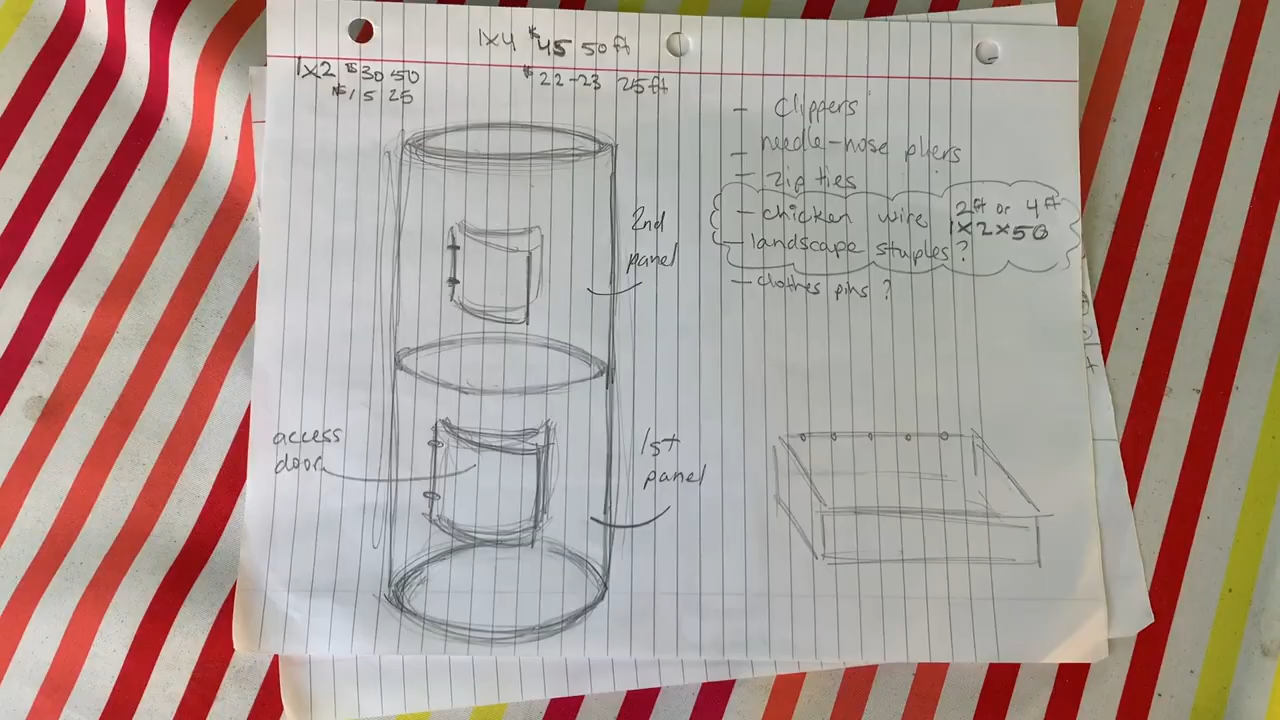 1x4 $45 50ft
$22-23 25ft
1x2 $30 50
$15 25
- Clippers
- needle-nose pliers
- zip ties
- chicken wire 2ft or 4ft
1x2x50
- landscape staples?
- clothes pins?
2nd
panel
access
door
1st
panel